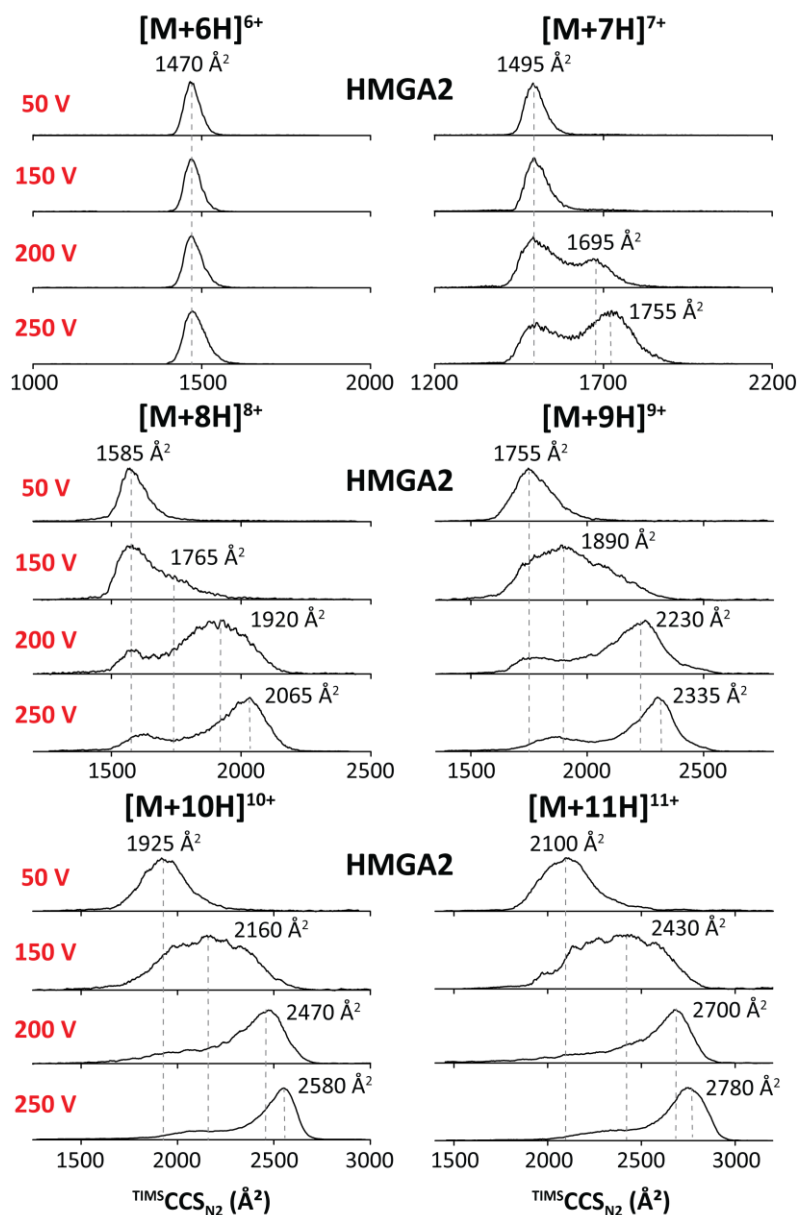 [M+6H]⁶⁺ [M+7H]⁷⁺
1470 Å² HMGA2 1495 Å²
50 V
150 V
200 V 1695 Å²
250 V 1755 Å²
1000 1500 2000 1200 1700 2200
[M+8H]⁸⁺ [M+9H]⁹⁺
1585 Å² HMGA2 1755 Å²
50 V
150 V 1765 Å² 1890 Å²
200 V 1920 Å² 2230 Å²
250 V 2065 Å² 2335 Å²
1500 2000 2500 1500 2000 2500
[M+10H]¹⁰⁺ [M+11H]¹¹⁺
1925 Å² HMGA2 2100 Å²
50 V
150 V 2160 Å² 2430 Å²
200 V 2470 Å² 2700 Å²
250 V 2580 Å² 2780 Å²
1500 2000 2500 3000 1500 2000 2500 3000
TIMSCCSN2 (Å²) TIMSCCSN2 (Å²)